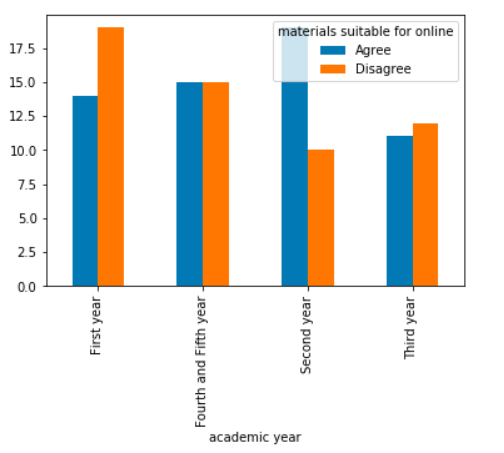 materials suitable for online
Agree
Disagree
17.5
15.0
12.5
10.0
7.5
5.0
2.5
0.0
First year
Fourth and Fifth year
Second year
Third year
academic year